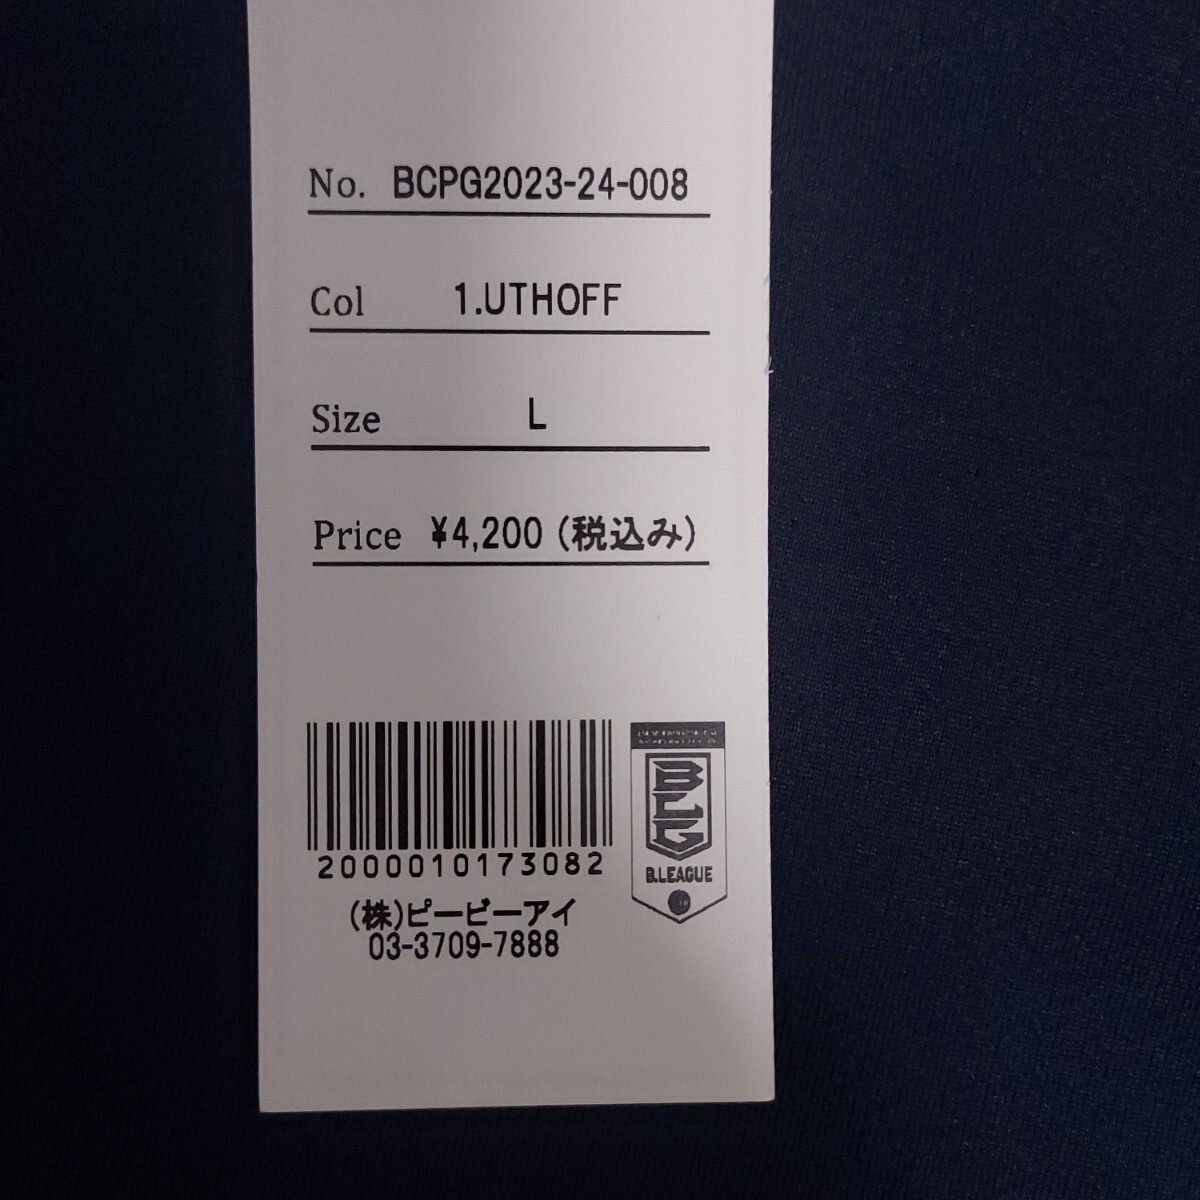 No. BCPG2023-24-008
Col 1.UTHOFF
Size L
Price ¥4,200 (税込み)
2000010173082
(株)ピービーアイ
03-3709-7888
BLG
B.LEAGUE